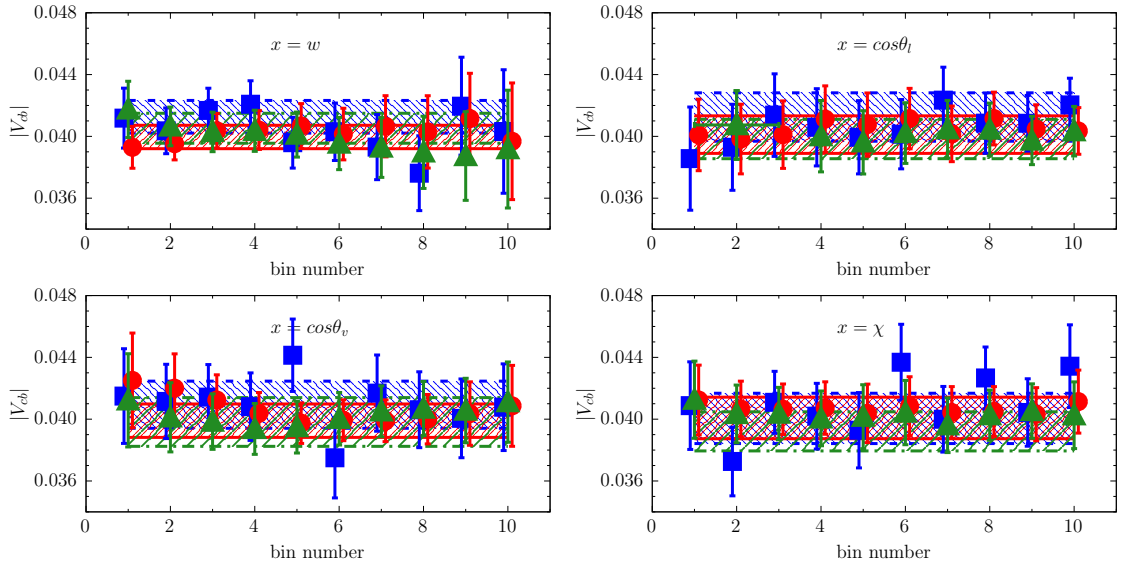 0.048
0.044
0.040
0.036
|V_cb|
x = w
0 2 4 6 8 10
bin number
0.048
0.044
0.040
0.036
|V_cb|
x = cosθ_l
0 2 4 6 8 10
bin number
0.048
0.044
0.040
0.036
|V_cb|
x = cosθ_v
0 2 4 6 8 10
bin number
0.048
0.044
0.040
0.036
|V_cb|
x = χ
0 2 4 6 8 10
bin number